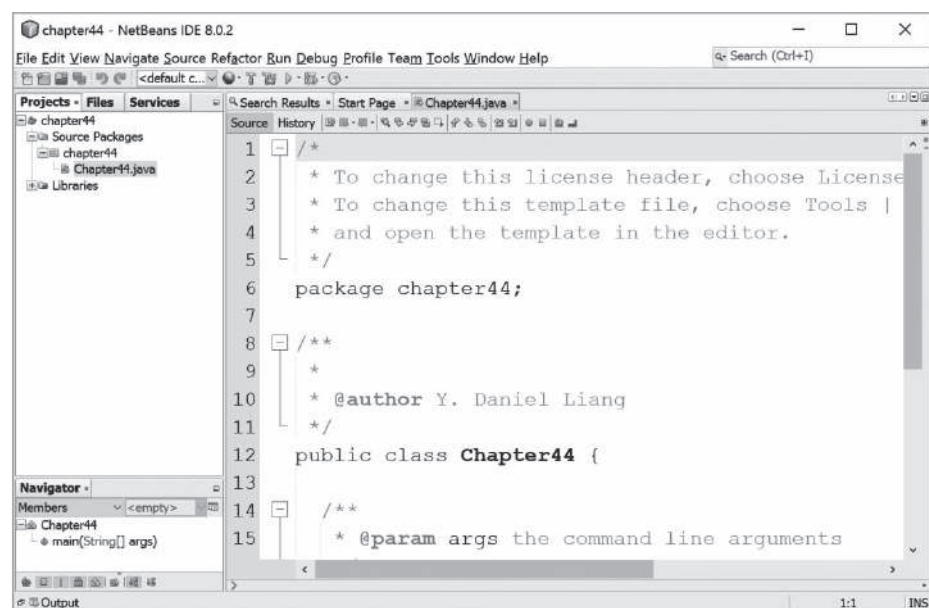 chapter44 - NetBeans IDE 8.0.2
File Edit View Navigate Source Refactor Run Debug Profile Team Tools Window Help
Search (Ctrl+I)
<default c...
Projects Files Services
chapter44
Source Packages
chapter44
Chapter44.java
Libraries
Search Results Start Page Chapter44.java
Source History
1 /*
2 * To change this license header, choose License
3 * To change this template file, choose Tools |
4 * and open the template in the editor.
5 */
6 package chapter44;
7
8 /**
9 *
10 * @author Y. Daniel Liang
11 */
12 public class Chapter44 {
13
14 /**
15 * @param args the command line arguments
Navigator
Members <empty>
Chapter44
main(String[] args)
Output
1:1 INS